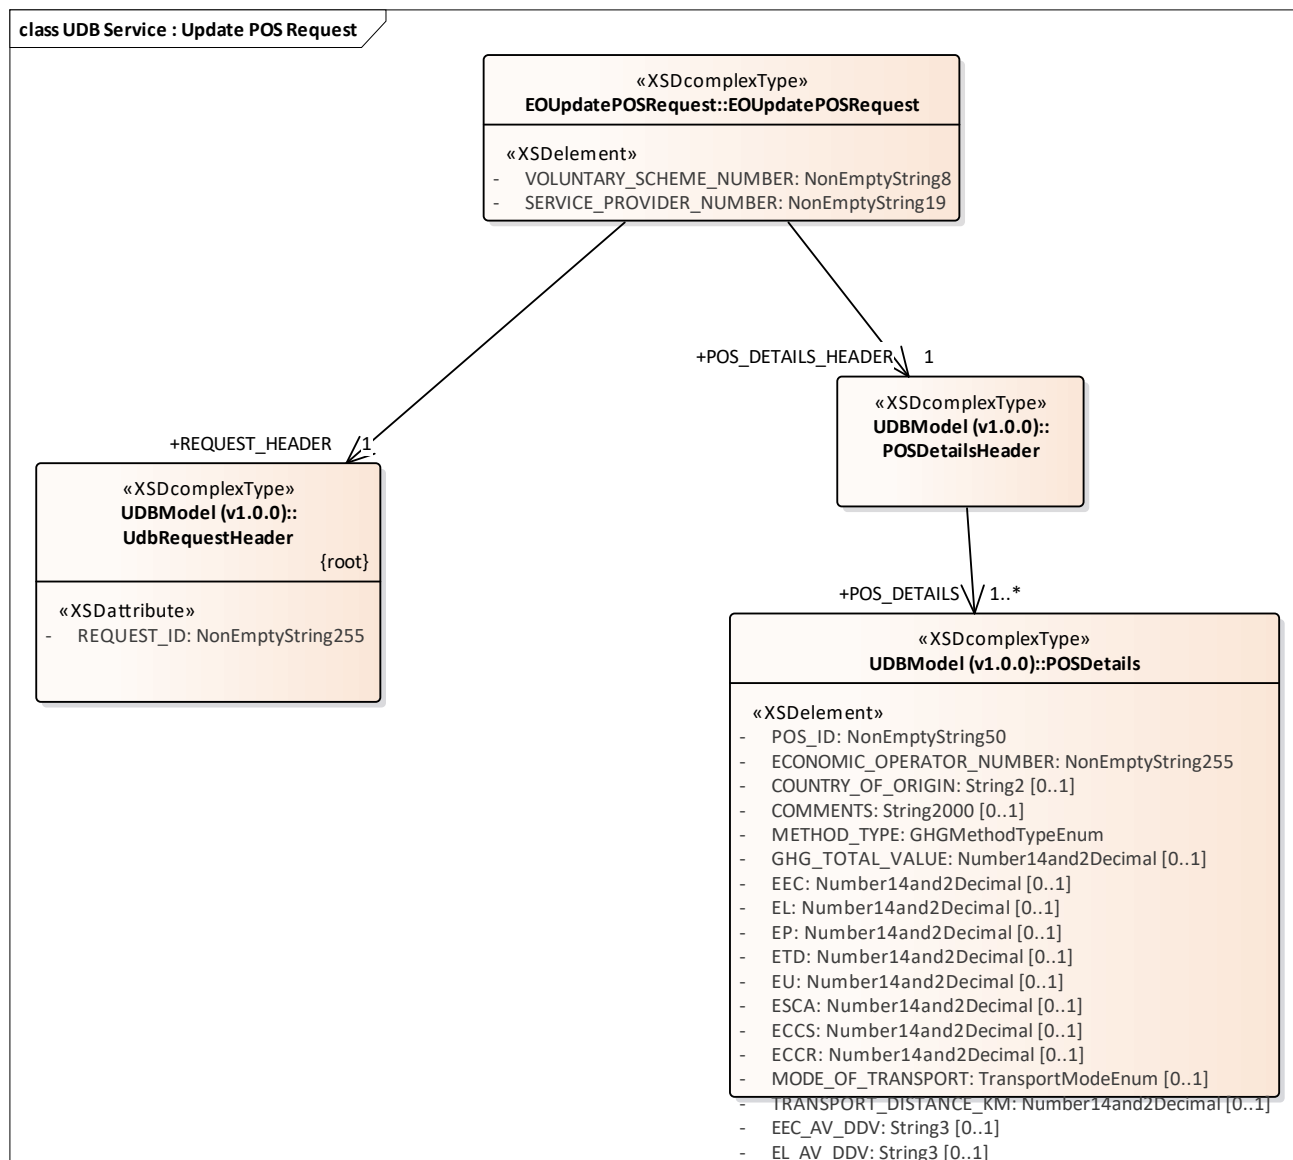 class UDB Service : Update POS Request
«XSDcomplexType»
EOUpdatePOSRequest::EOUpdatePOSRequest
«XSDelement»
- VOLUNTARY_SCHEME_NUMBER: NonEmptyString8
- SERVICE_PROVIDER_NUMBER: NonEmptyString19
+POS_DETAILS_HEADER 1
«XSDcomplexType»
UDBModel (v1.0.0)::
POSDetailsHeader
+REQUEST_HEADER 1
«XSDcomplexType»
UDBModel (v1.0.0)::
UdbRequestHeader
{root}
«XSDattribute»
- REQUEST_ID: NonEmptyString255
+POS_DETAILS 1..*
«XSDcomplexType»
UDBModel (v1.0.0)::POSDetails
«XSDelement»
- POS_ID: NonEmptyString50
- ECONOMIC_OPERATOR_NUMBER: NonEmptyString255
- COUNTRY_OF_ORIGIN: String2 [0..1]
- COMMENTS: String2000 [0..1]
- METHOD_TYPE: GHGMethodTypeEnum
- GHG_TOTAL_VALUE: Number14and2Decimal [0..1]
- EEC: Number14and2Decimal [0..1]
- EL: Number14and2Decimal [0..1]
- EP: Number14and2Decimal [0..1]
- ETD: Number14and2Decimal [0..1]
- EU: Number14and2Decimal [0..1]
- ESCA: Number14and2Decimal [0..1]
- ECCS: Number14and2Decimal [0..1]
- ECCR: Number14and2Decimal [0..1]
- MODE_OF_TRANSPORT: TransportModeEnum [0..1]
- TRANSPORT_DISTANCE_KM: Number14and2Decimal [0..1]
- EEC_AV_DDV: String3 [0..1]
- EL_AV_DDV: String3 [0..1]